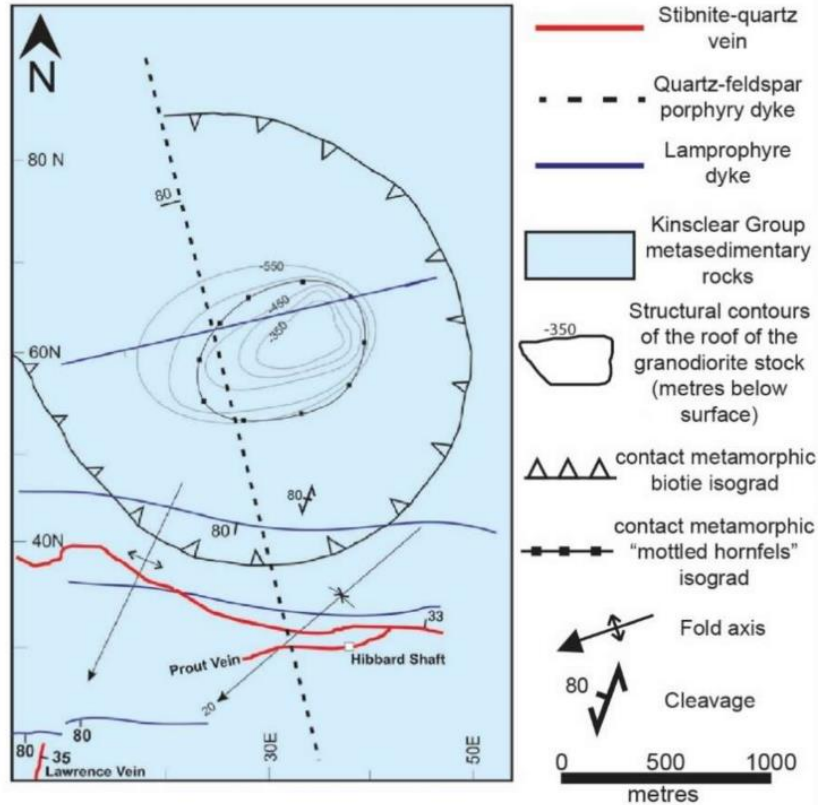 N
80 N
60N
40N
30E
50E
80
-550
-450
-350
80
80
33
Prout Vein
Hibbard Shaft
20
80
80
35
Lawrence Vein
Stibnite-quartz
vein
Quartz-feldspar
porphyry dyke
Lamprophyre
dyke
Kinsclear Group
metasedimentary
rocks
-350
Structural contours
of the roof of the
granodiorite stock
(metres below
surface)
contact metamorphic
biotie isograd
contact metamorphic
"mottled hornfels"
isograd
Fold axis
80
Cleavage
0 500 1000
metres